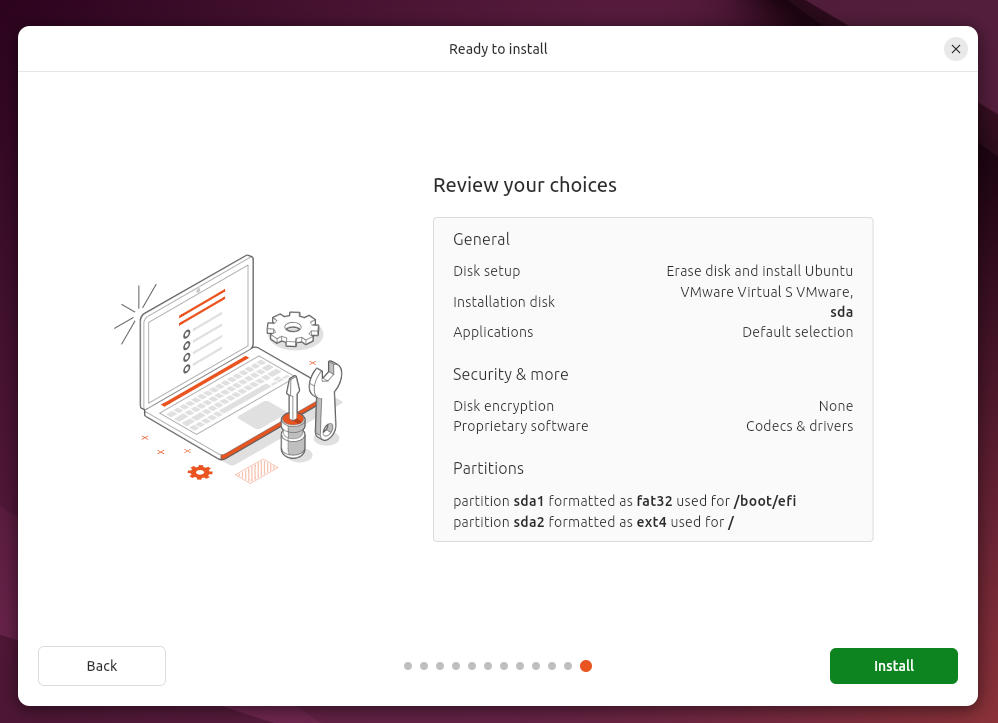 Ready to install
Review your choices
General
Disk setup Erase disk and install Ubuntu
Installation disk VMware Virtual S VMware,
sda
Applications Default selection
Security & more
Disk encryption None
Proprietary software Codecs & drivers
Partitions
partition sda1 formatted as fat32 used for /boot/efi
partition sda2 formatted as ext4 used for /
Back
Install